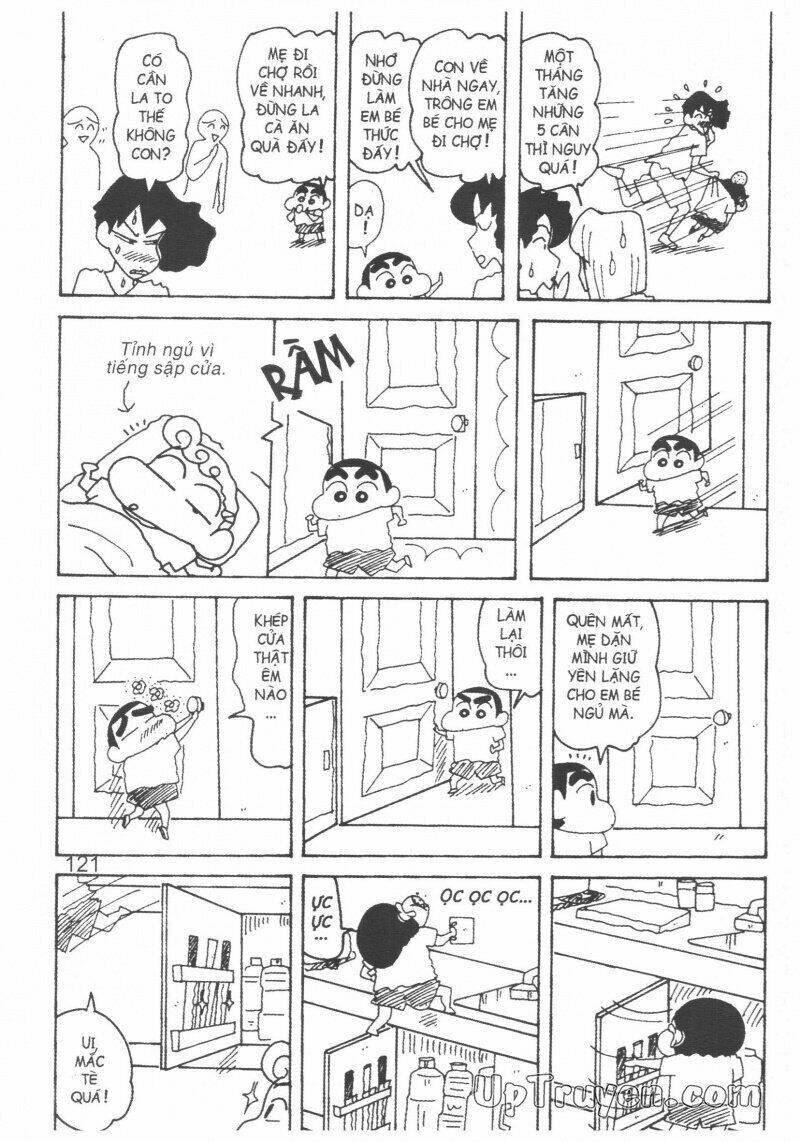 MỘT
THÁNG
TĂNG
NHỮNG
5 CÂN
THÌ NGUY
QUÁ!
CON VỀ
NHÀ NGAY,
TRÔNG EM
BÉ CHO MẸ
ĐI CHỢ!
NHỚ
ĐỪNG
LÀM
EM BÉ
THỨC
ĐẤY!
DẠ
!
MẸ ĐI
CHỢ RỒI
VỀ NHANH,
ĐỪNG LA
CÀ ĂN
QUÀ ĐẤY!
CÓ
CẦN
LA TO
THẾ
KHÔNG
CON?
RẦM
Tỉnh ngủ vì
tiếng sập cửa.
QUÊN MẤT,
MẸ DẶN
MÌNH GIỮ
YÊN LẶNG
CHO EM BÉ
NGỦ MÀ.
LÀM
LẠI
THÔI
...
KHÉP
CỬA
THẬT
ÊM
NÀO
...
121
ỌC ỌC ỌC...
ỰC
ỰC
...
UI,
MẮC
TÈ
QUÁ!
UpTruyen.com